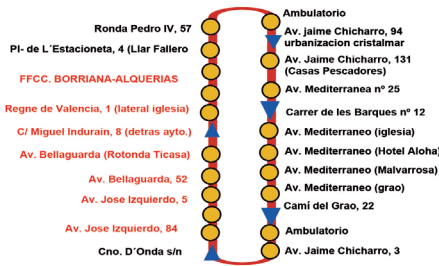 Ronda Pedro IV, 57
Pl- de L´Estacioneta, 4 (Llar Fallero
FFCC. BORRIANA-ALQUERIAS
Regne de Valencia, 1 (lateral iglesia)
C/ Miguel Indurain, 8 (detras ayto.)
Av. Bellaguarda (Rotonda Ticasa)
Av. Bellaguarda, 52
Av. Jose Izquierdo, 5
Av. Jose Izquierdo, 84
Cno. D´Onda s/n
Ambulatorio
Av. jaime Chicharro, 94
urbanizacion cristalmar
Av. Jaime Chicharro, 131
(Casas Pescadores)
Av. Mediterranea nº 25
Carrer de les Barques nº 12
Av. Mediterraneo (iglesia)
Av. Mediterraneo (Hotel Aloha)
Av. Mediterraneo (Malvarrosa)
Av. Mediterraneo (grao)
Camí del Grao, 22
Ambulatorio
Av. Jaime Chicharro, 3